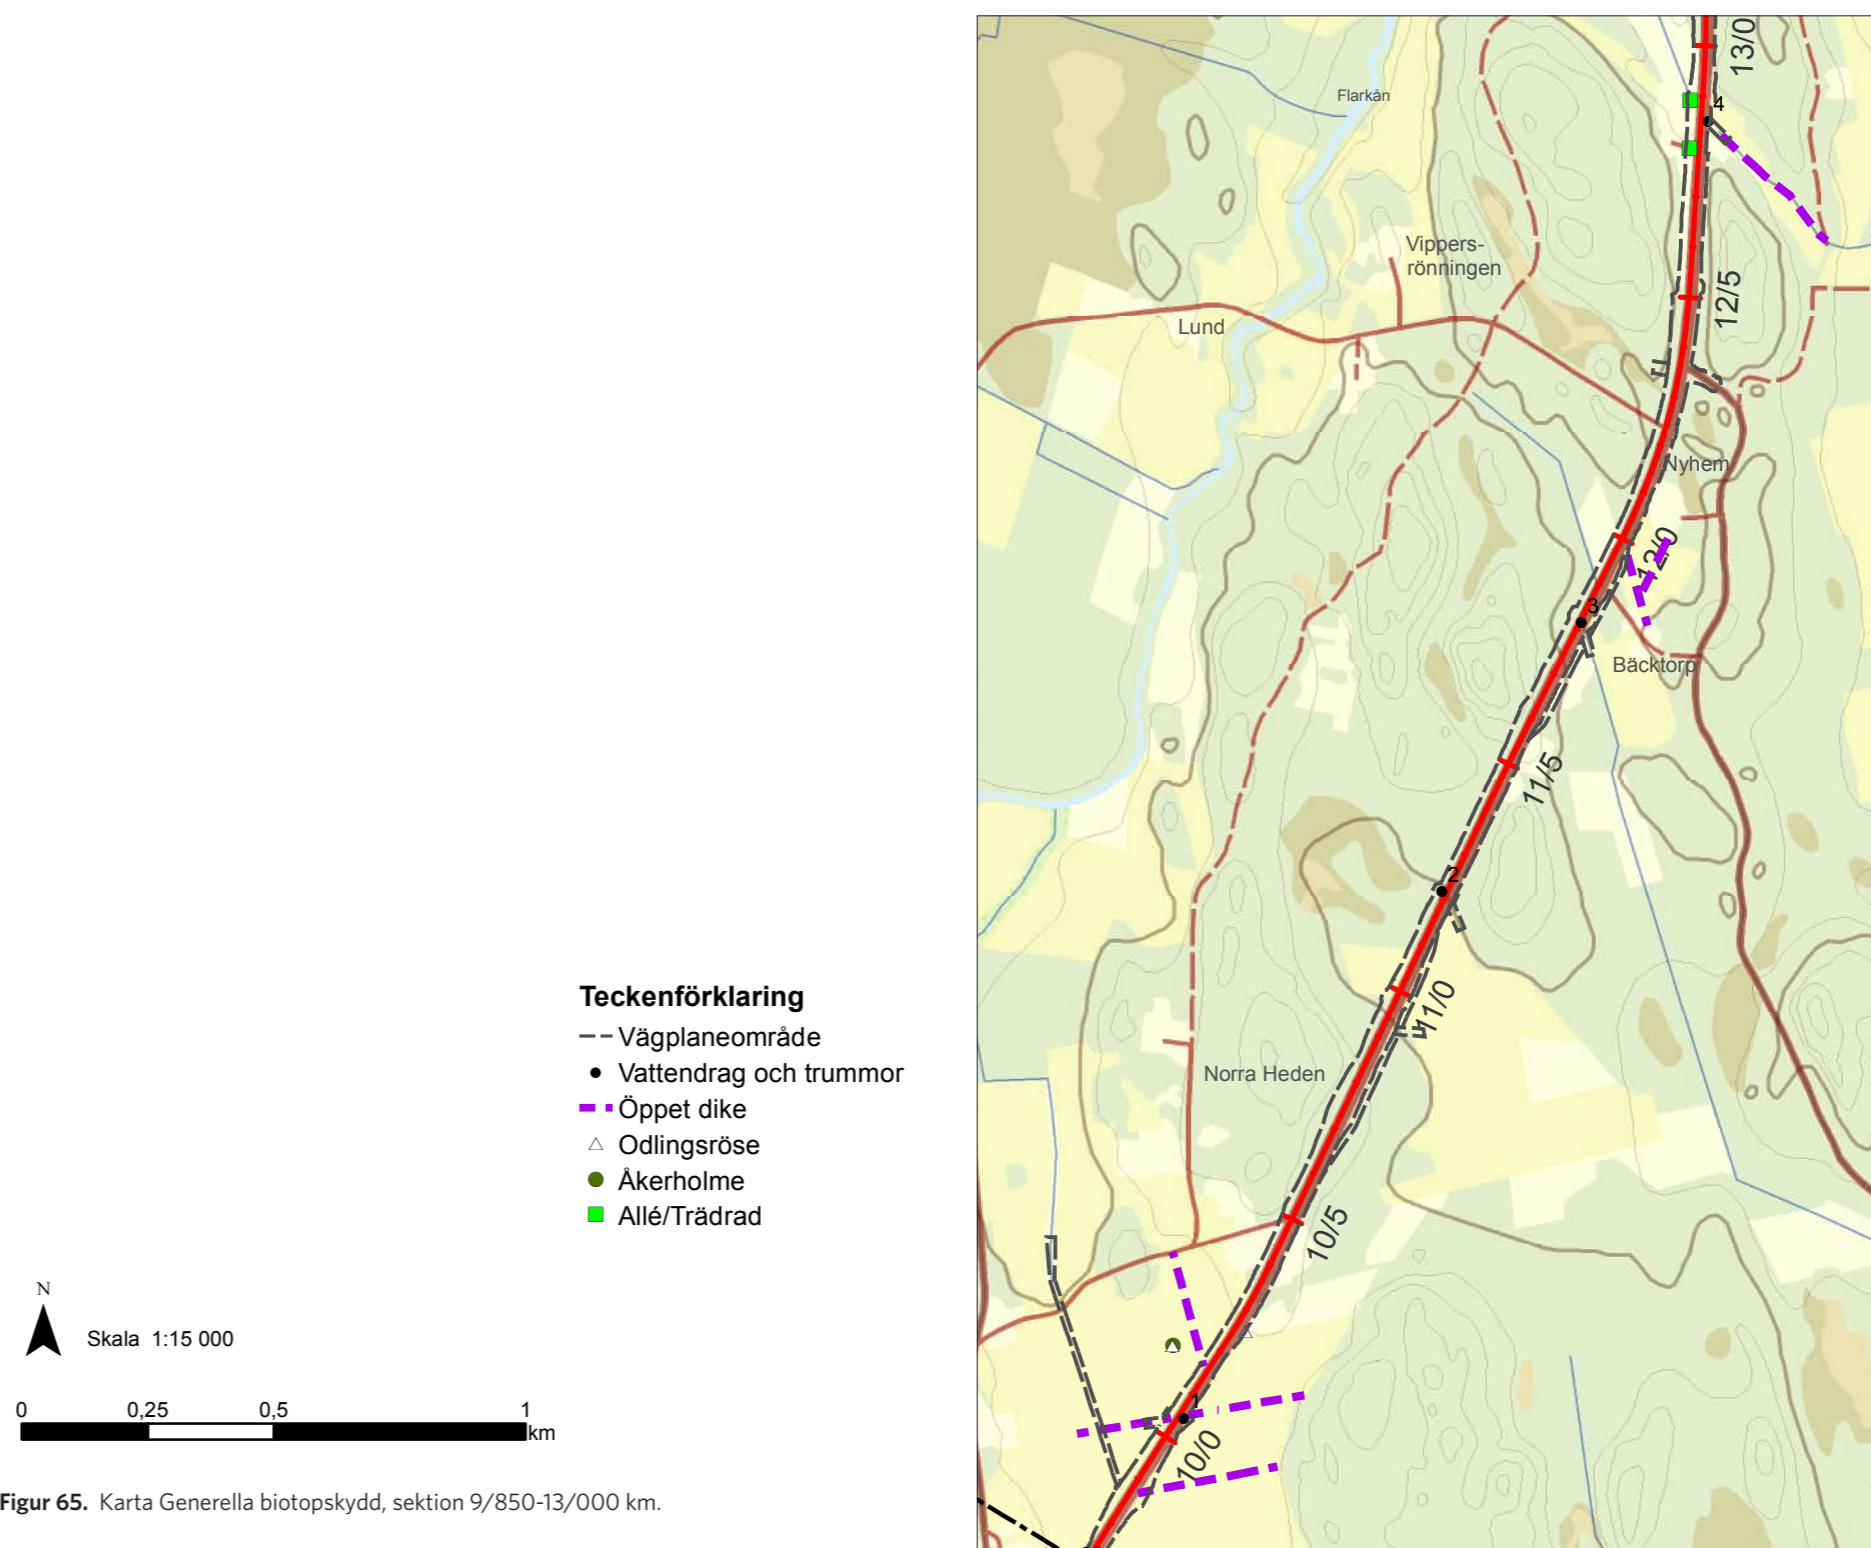 13/0
4
Flarkån
Vippers-
rönningen
12/5
Lund
Nyhem
12/0
3
Bäcktorp
11/5
2
11/0
Norra Heden
10/5
1
10/0
Teckenförklaring
Vägplaneområde
Vattendrag och trummor
Öppet dike
Odlingsröse
Åkerholme
Allé/Trädrad
N
Skala 1:15 000
0 0,25 0,5 1
km
Figur 65. Karta Generella biotopskydd, sektion 9/850-13/000 km.